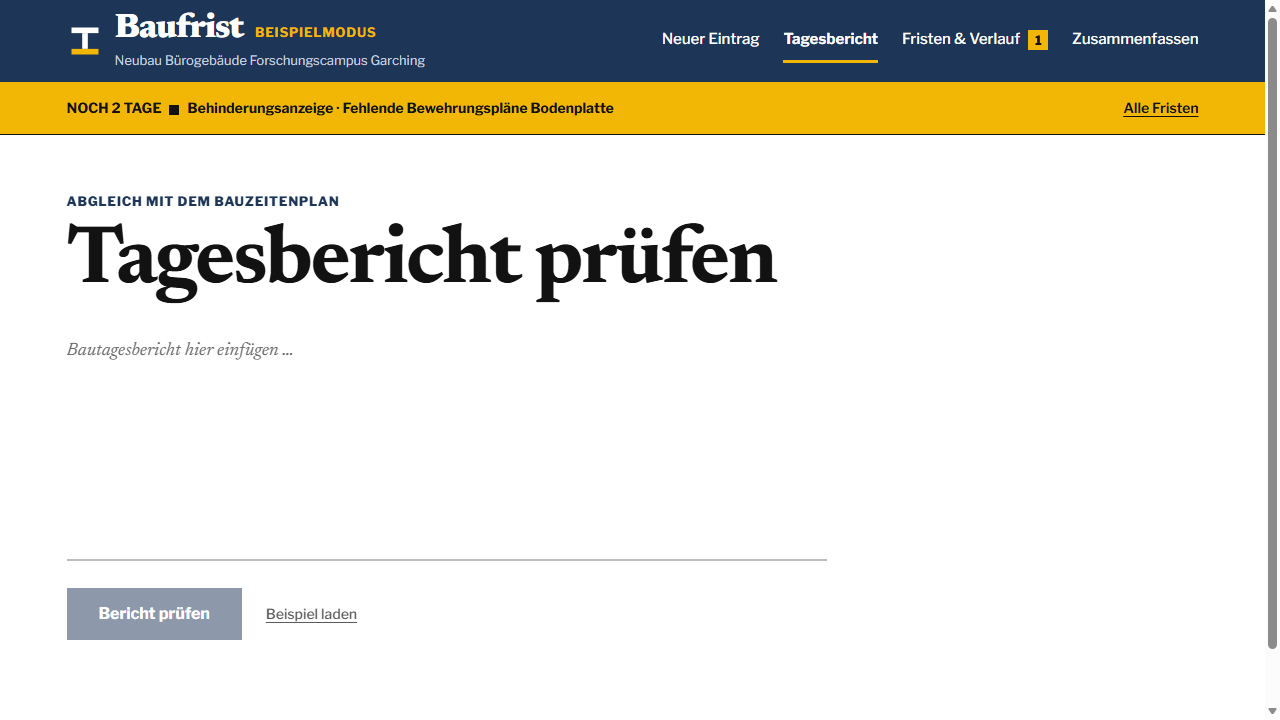 Baufrist BEISPIELMODUS
Neubau Bürogebäude Forschungscampus Garching
Neuer Eintrag Tagesbericht Fristen & Verlauf 1 Zusammenfassen
NOCH 2 TAGE ■ Behinderungsanzeige · Fehlende Bewehrungspläne Bodenplatte Alle Fristen
ABGLEICH MIT DEM BAUZEITENPLAN
Tagesbericht prüfen
Bautagesbericht hier einfügen ...
Bericht prüfen Beispiel laden